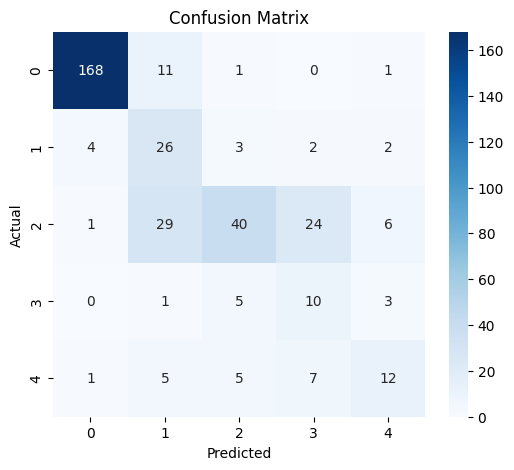 Confusion Matrix
0 168 11 1 0 1
1 4 26 3 2 2
2 1 29 40 24 6
3 0 1 5 10 3
4 1 5 5 7 12
0 1 2 3 4
Predicted
Actual
160
140
120
100
80
60
40
20
0